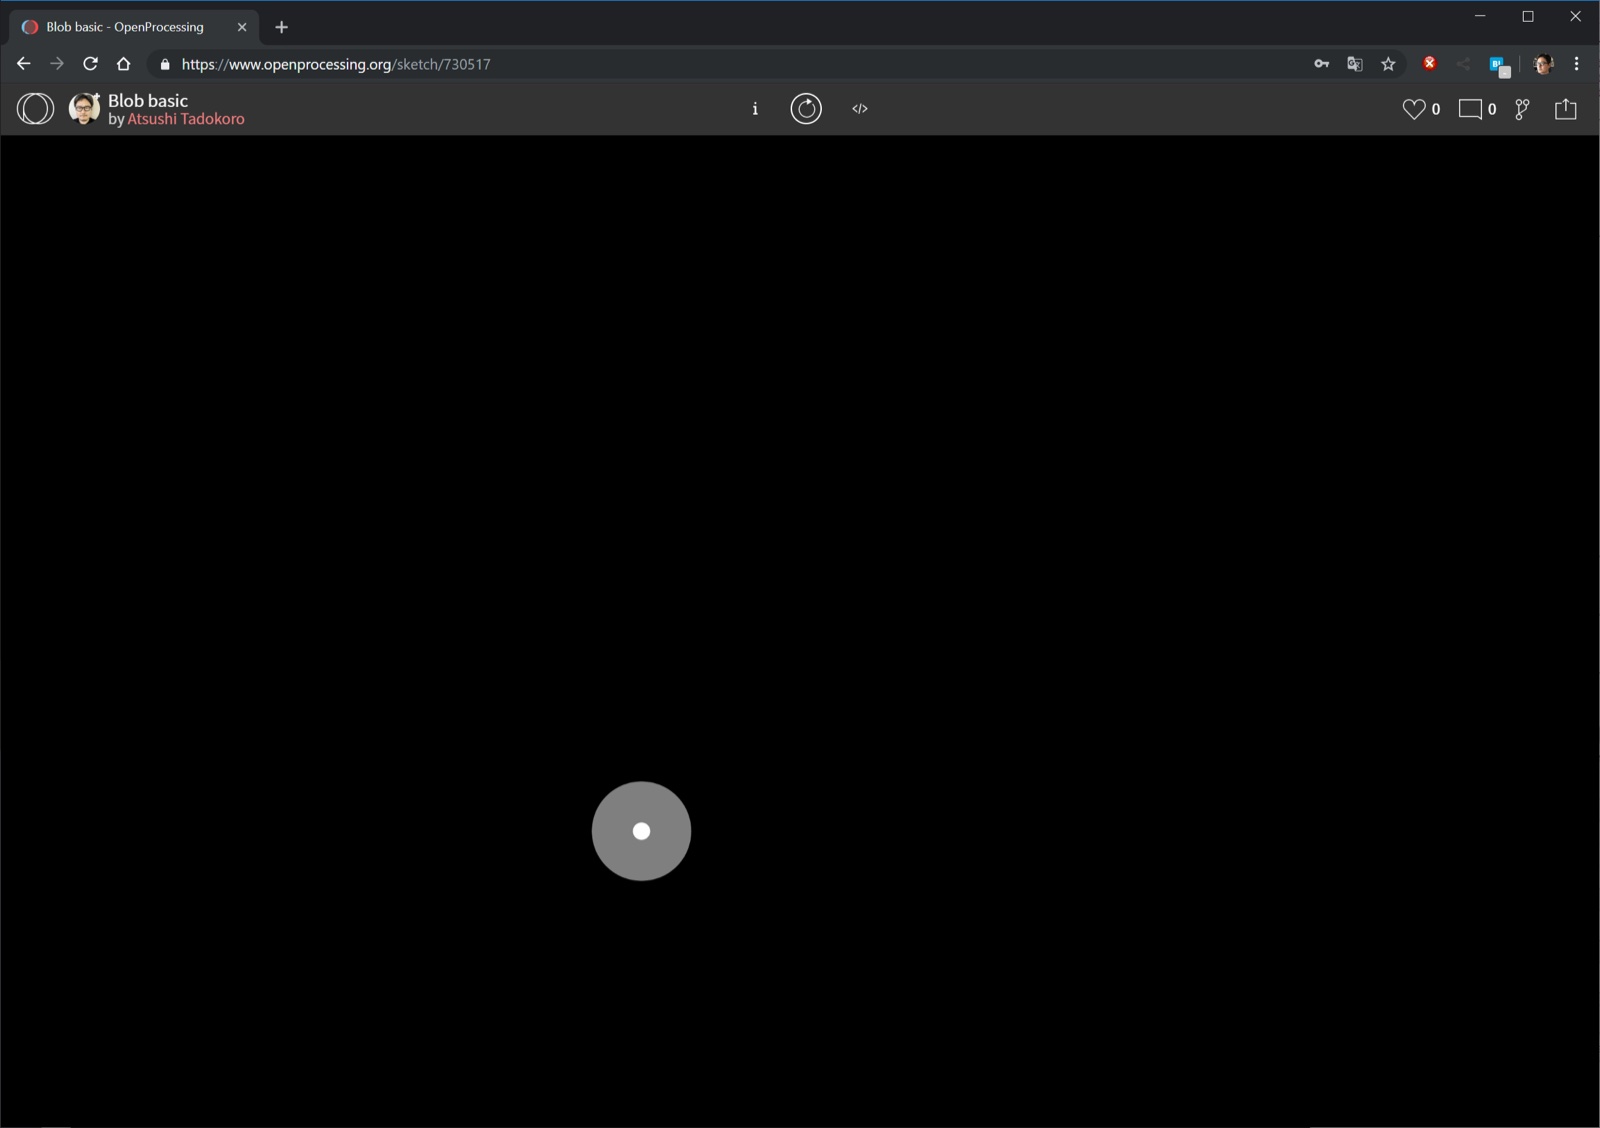 Blob basic - OpenProcessing
https://www.openprocessing.org/sketch/730517
Blob basic
by Atsushi Tadokoro
i
</>
0
0
B!